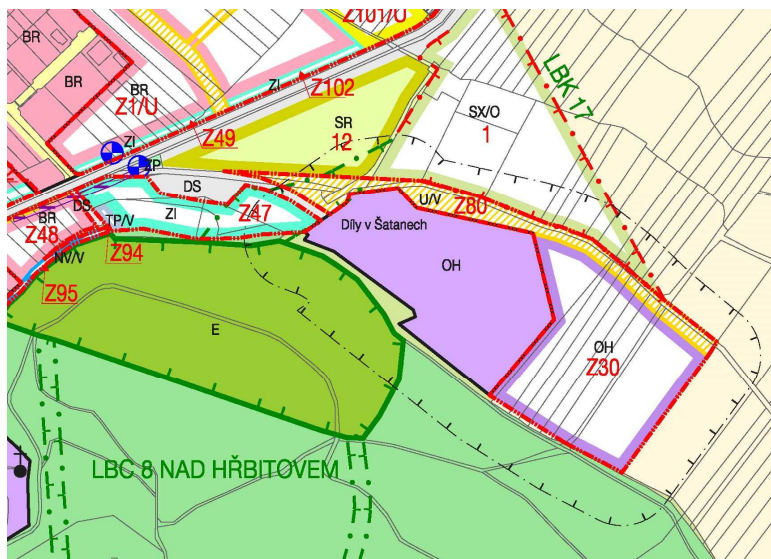 Z101/U
BR
BR
BR
Z1/U
ZI
Z102
LBK 17
SX/O
1
SR
12
Z49
ZI
ZP
DS
DS
U/V
Z80
BR
Z48
TP/V
ZI
Z47
Díly v Šatanech
NV/V
Z94
Z95
OH
E
OH
Z30
LBC 8 NAD HŘBITOVEM